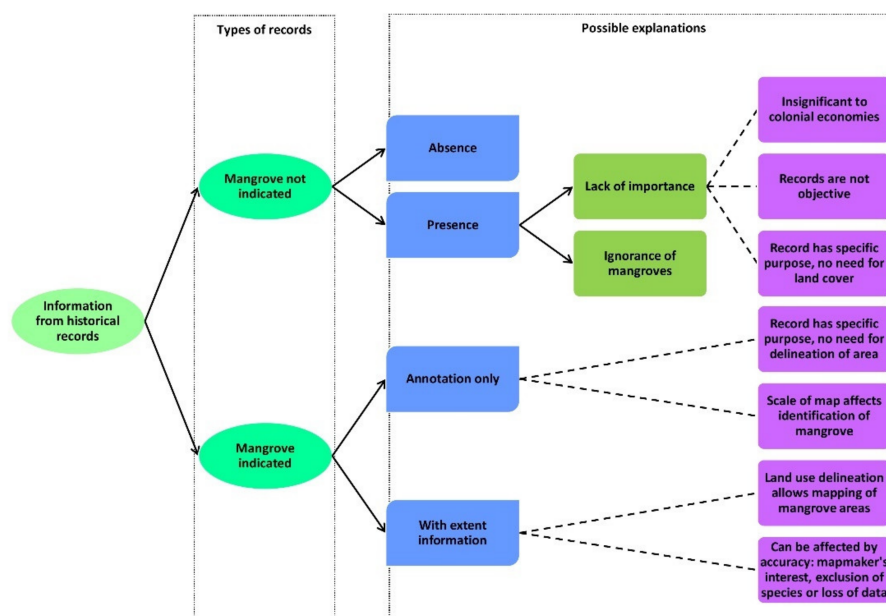 Types of records
Possible explanations
Insignificant to
colonial economies
Absence
Mangrove not
indicated
Lack of importance
Records are not
objective
Presence
Ignorance of
mangroves
Record has specific
purpose, no need for
land cover
Information
from historical
records
Record has specific
purpose, no need for
delineation of area
Annotation only
Scale of map affects
identification of
mangrove
Mangrove
indicated
Land use delineation
allows mapping of
mangrove areas
With extent
information
Can be affected by
accuracy: mapmaker's
interest, exclusion of
species or loss of data